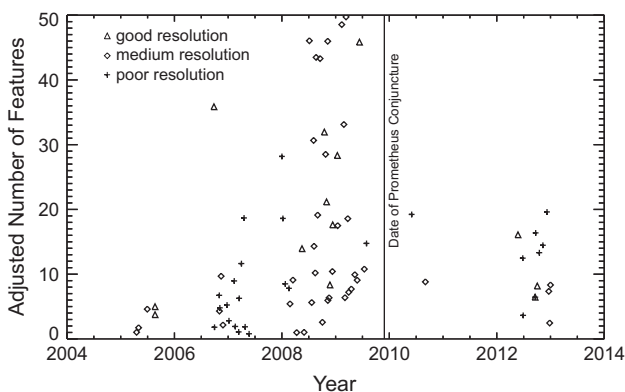 50
40
30
20
10
0
Adjusted Number of Features
good resolution
medium resolution
poor resolution
Date of Prometheus Conjuncture
2004 2006 2008 2010 2012 2014
Year